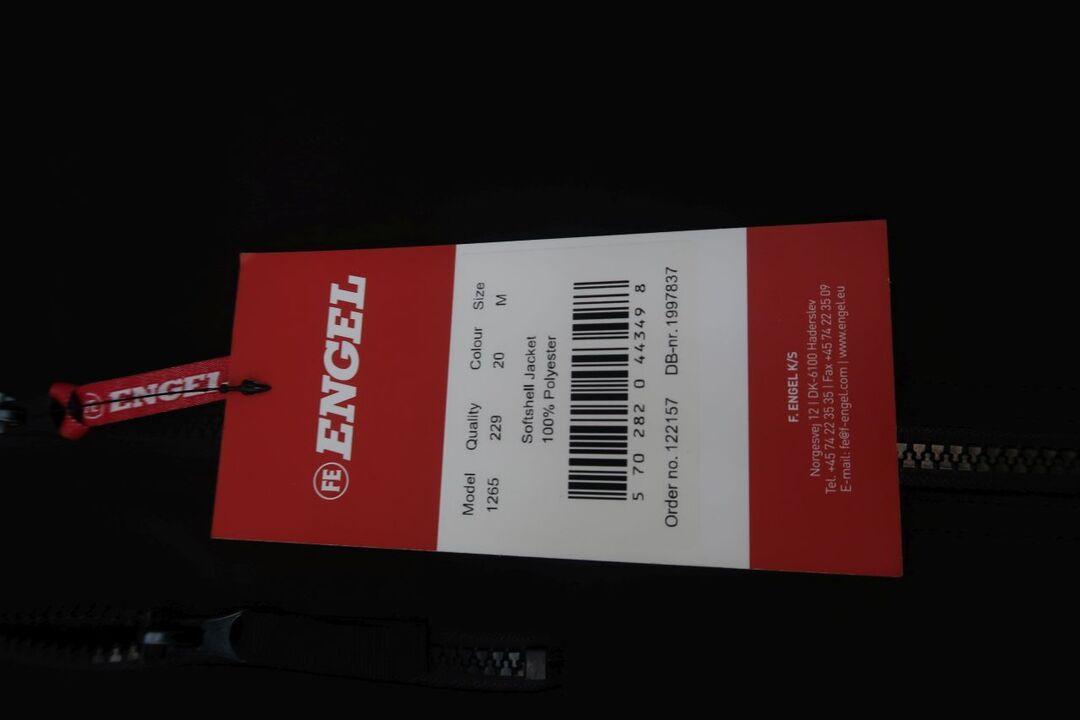 FE ENGEL
FE ENGEL
Model Quality Colour Size
1265 229 20 M
Softshell Jacket
100% Polyester
5 70 282 0 44349 8
Order no. 122157 DB-nr. 1997837
F. ENGEL K/S
Norgesvej 12 | DK-6100 Haderslev
Tel. +45 74 22 35 35 | Fax +45 74 22 35 09
E-mail: fe@f-engel.com | www.engel.eu